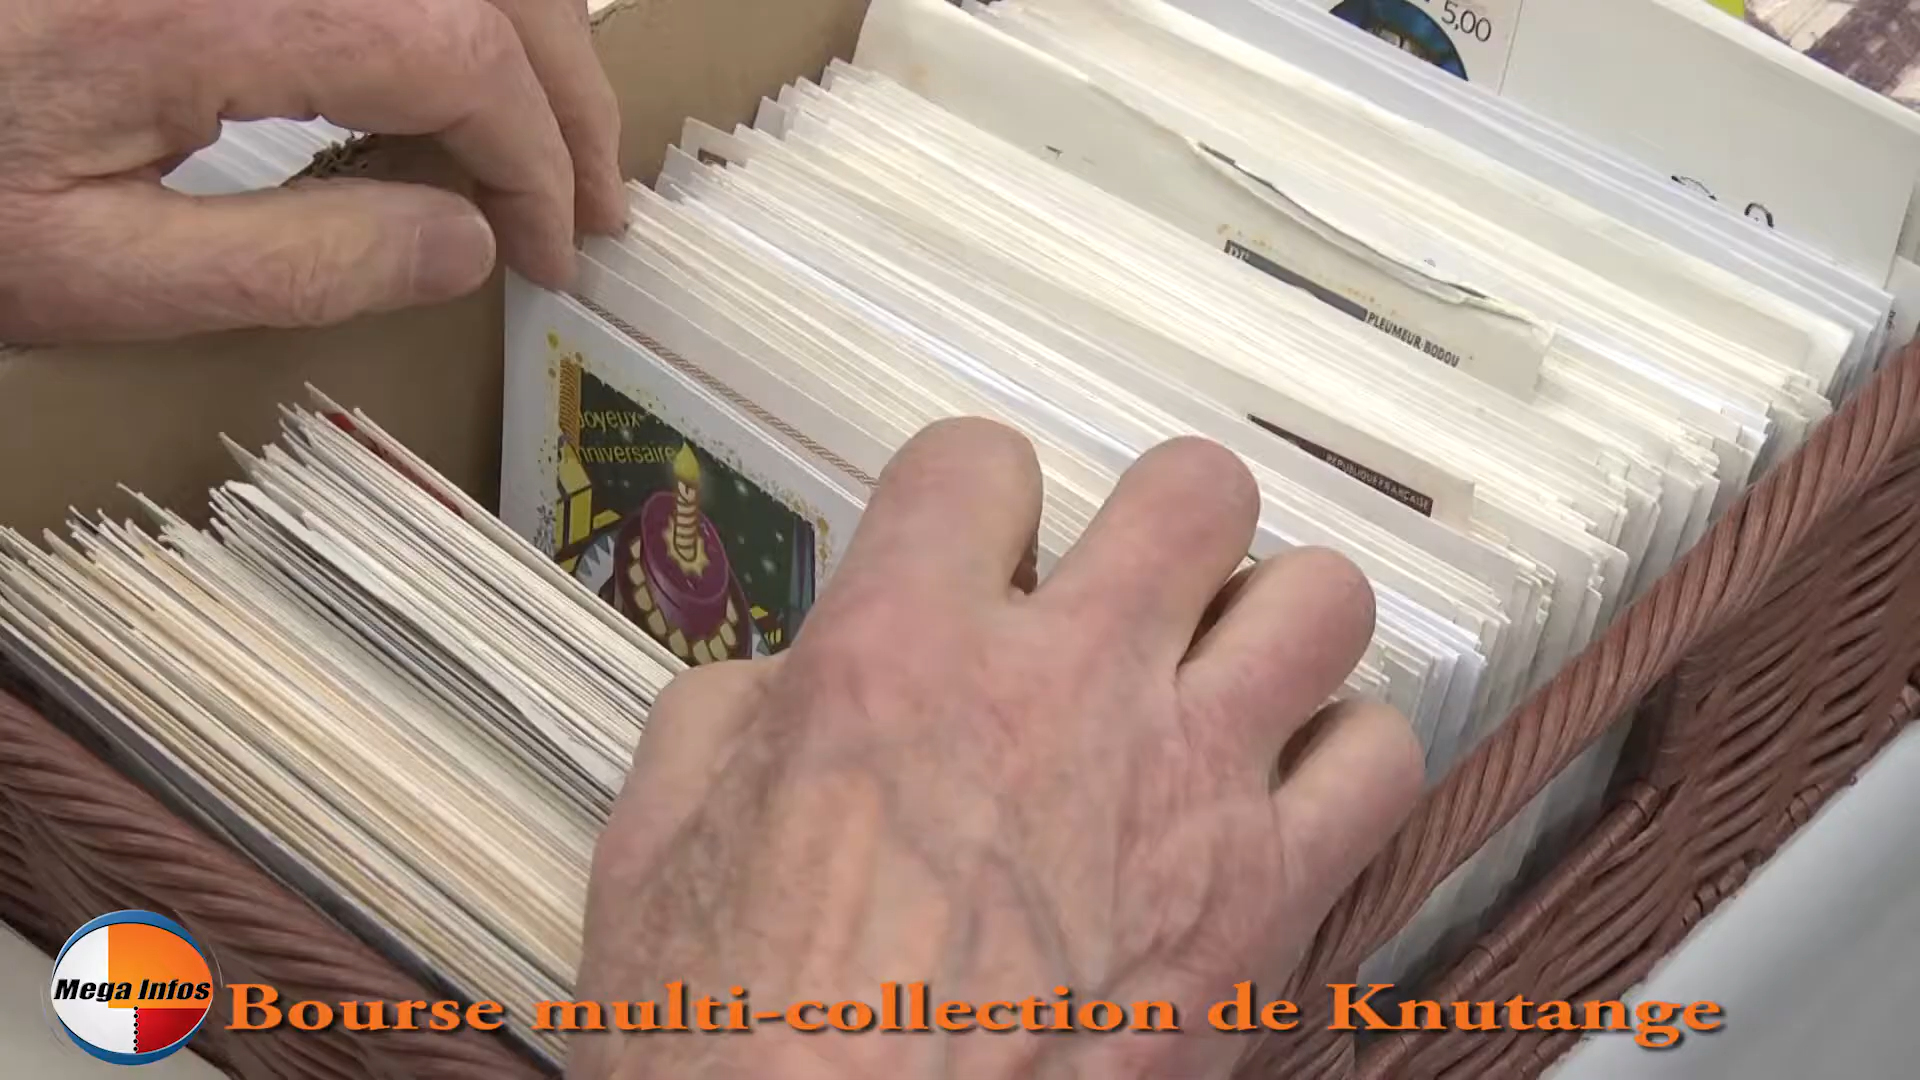 5,00
PLEUMEUR BODOU
REPUBLIQUE FRANÇAISE
Joyeux
Anniversaire
Mega Infos
Bourse multi-collection de Knutange